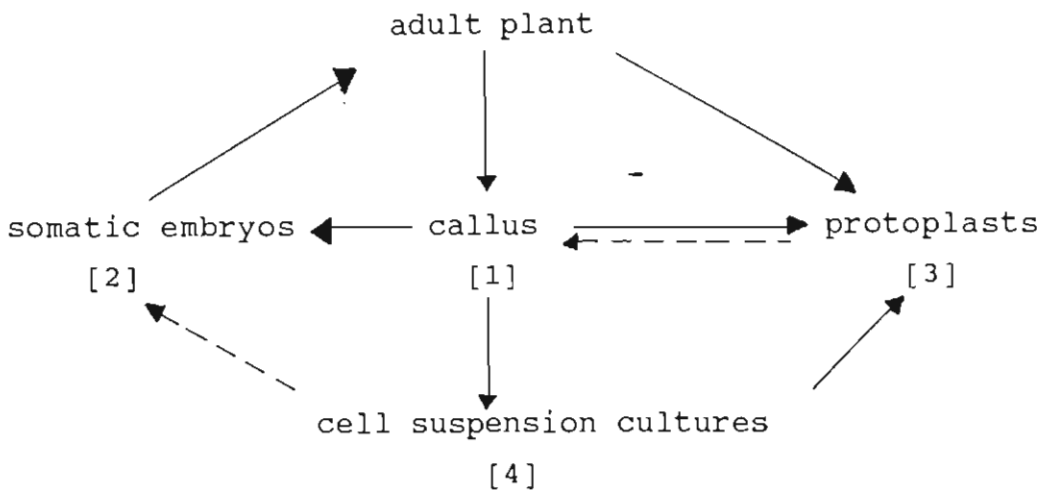 adult plant
somatic embryos callus protoplasts
[2] [1] [3]
cell suspension cultures
[4]